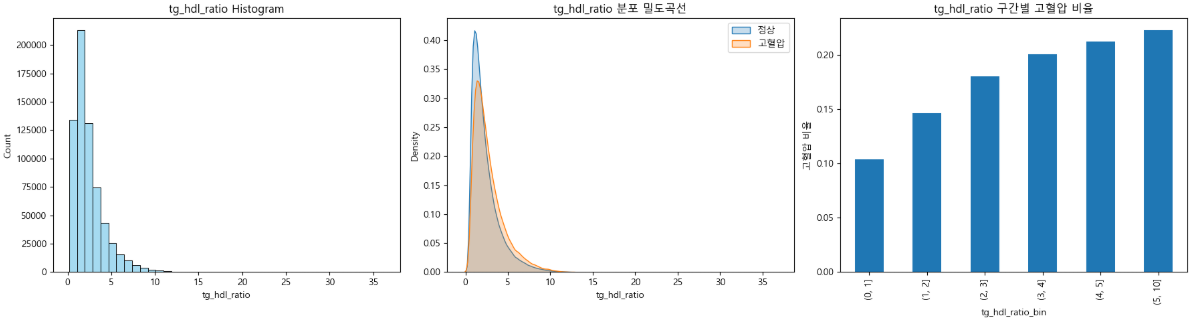 tg_hdl_ratio Histogram
200000
175000
150000
125000
100000
75000
50000
25000
0
Count
0 5 10 15 20 25 30 35
tg_hdl_ratio
tg_hdl_ratio 분포 밀도곡선
정상
고혈압
0.40
0.35
0.30
0.25
0.20
0.15
0.10
0.05
0.00
Density
0 5 10 15 20 25 30 35
tg_hdl_ratio
tg_hdl_ratio 구간별 고혈압 비율
0.20
0.15
0.10
0.05
0.00
고혈압 비율
(0, 1]
(1, 2]
(2, 3]
(3, 4]
(4, 5]
(5, 10]
tg_hdl_ratio_bin